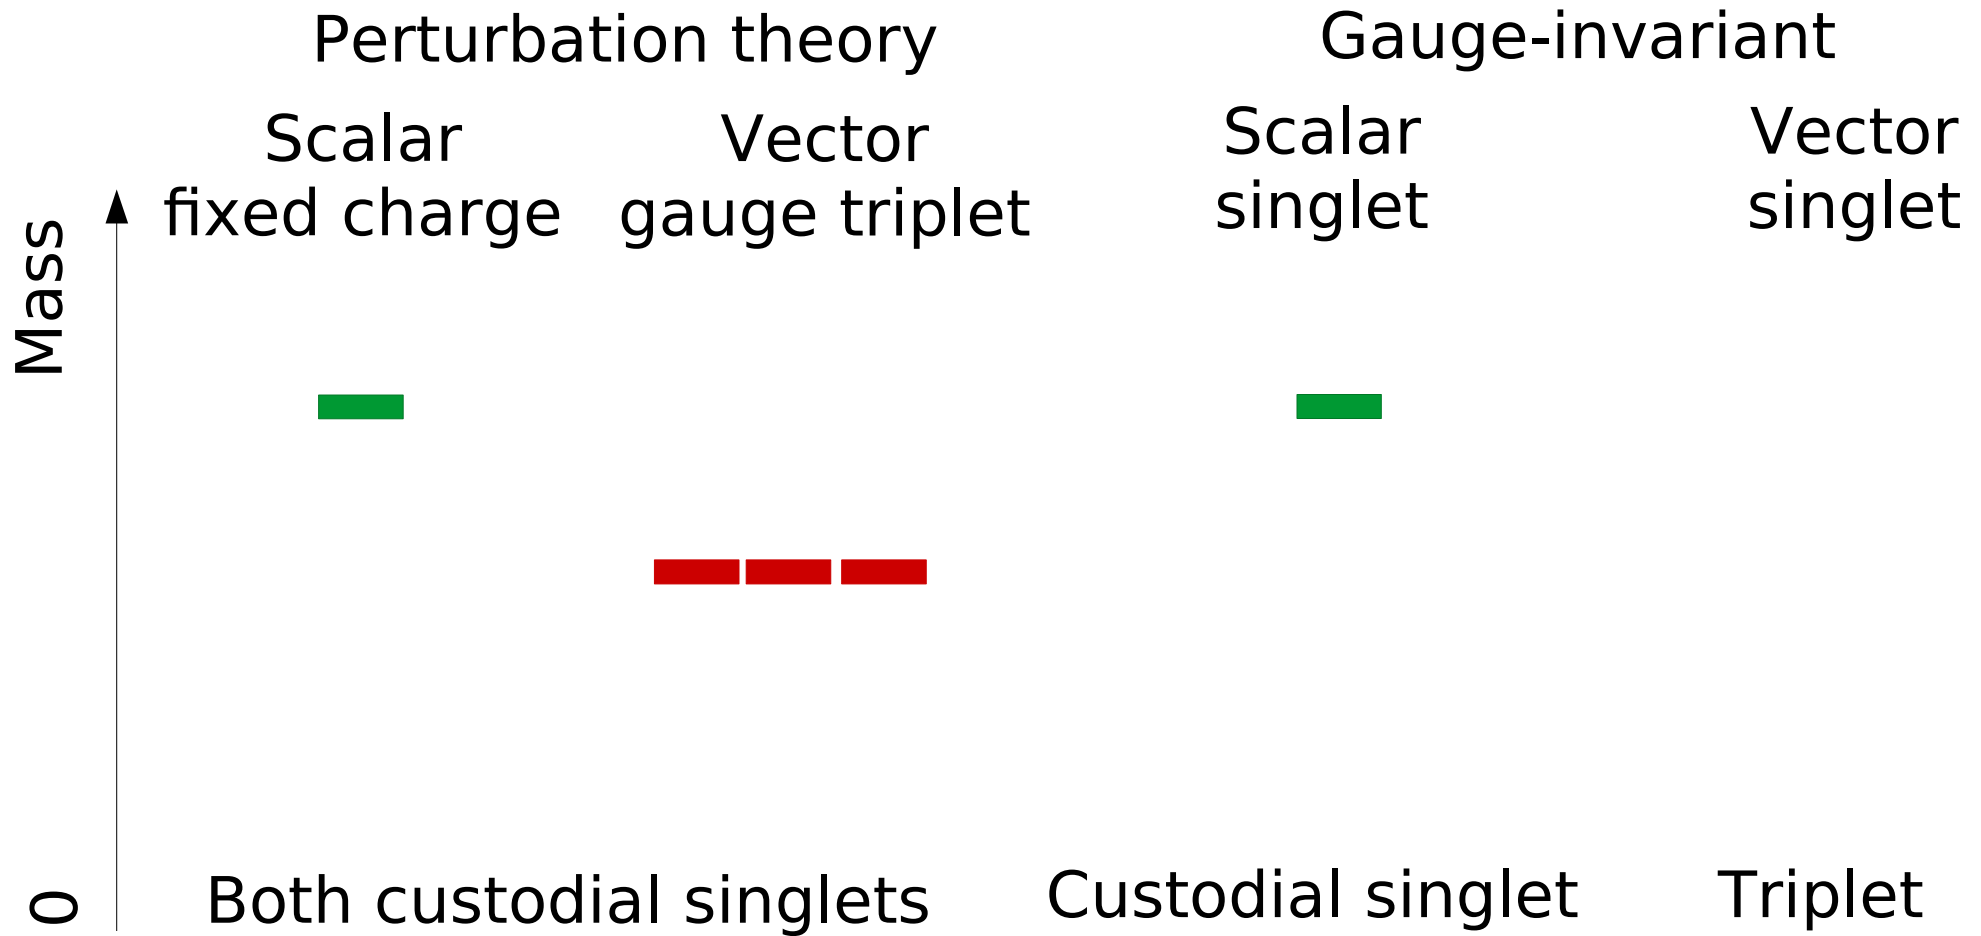 Perturbation theory
Gauge-invariant
Scalar
fixed charge
Vector
gauge triplet
Scalar
singlet
Vector
singlet
Mass
0
Both custodial singlets
Custodial singlet
Triplet